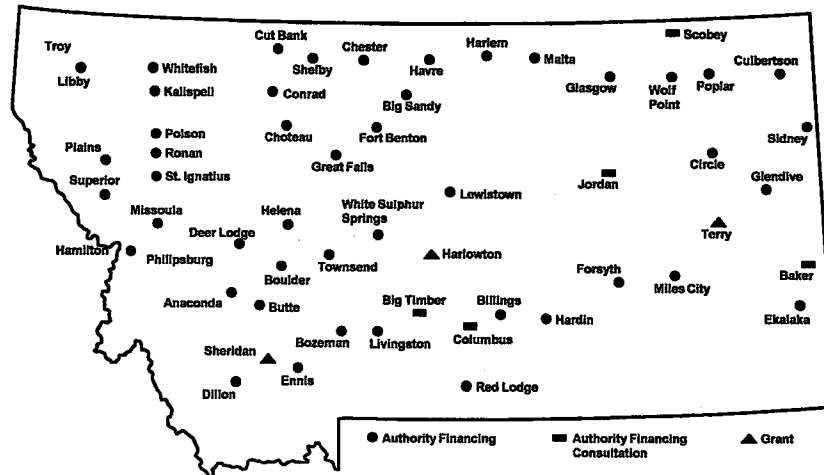 Scobey
Cut Bank
Harlem
Troy
Chester
Culbertson
Shelby
Havre
Malta
Libby
Whitefish
Glasgow
Wolf
Point
Poplar
Kalispell
Conrad
Big Sandy
Polson
Choteau
Fort Benton
Sidney
Plains
Ronan
Great Falls
Circle
Superior
St. Ignatius
Jordan
Glendive
Lewistown
White Sulphur
Springs
Missoula
Helena
Deer Lodge
Terry
Hamilton
Philipsburg
Townsend
Harlowton
Forsyth
Baker
Boulder
Miles City
Anaconda
Butte
Big Timber
Billings
Hardin
Ekalaka
Bozeman
Livingston
Columbus
Sheridan
Ennis
Dillon
Red Lodge
Authority Financing
Authority Financing
Consultation
Grant